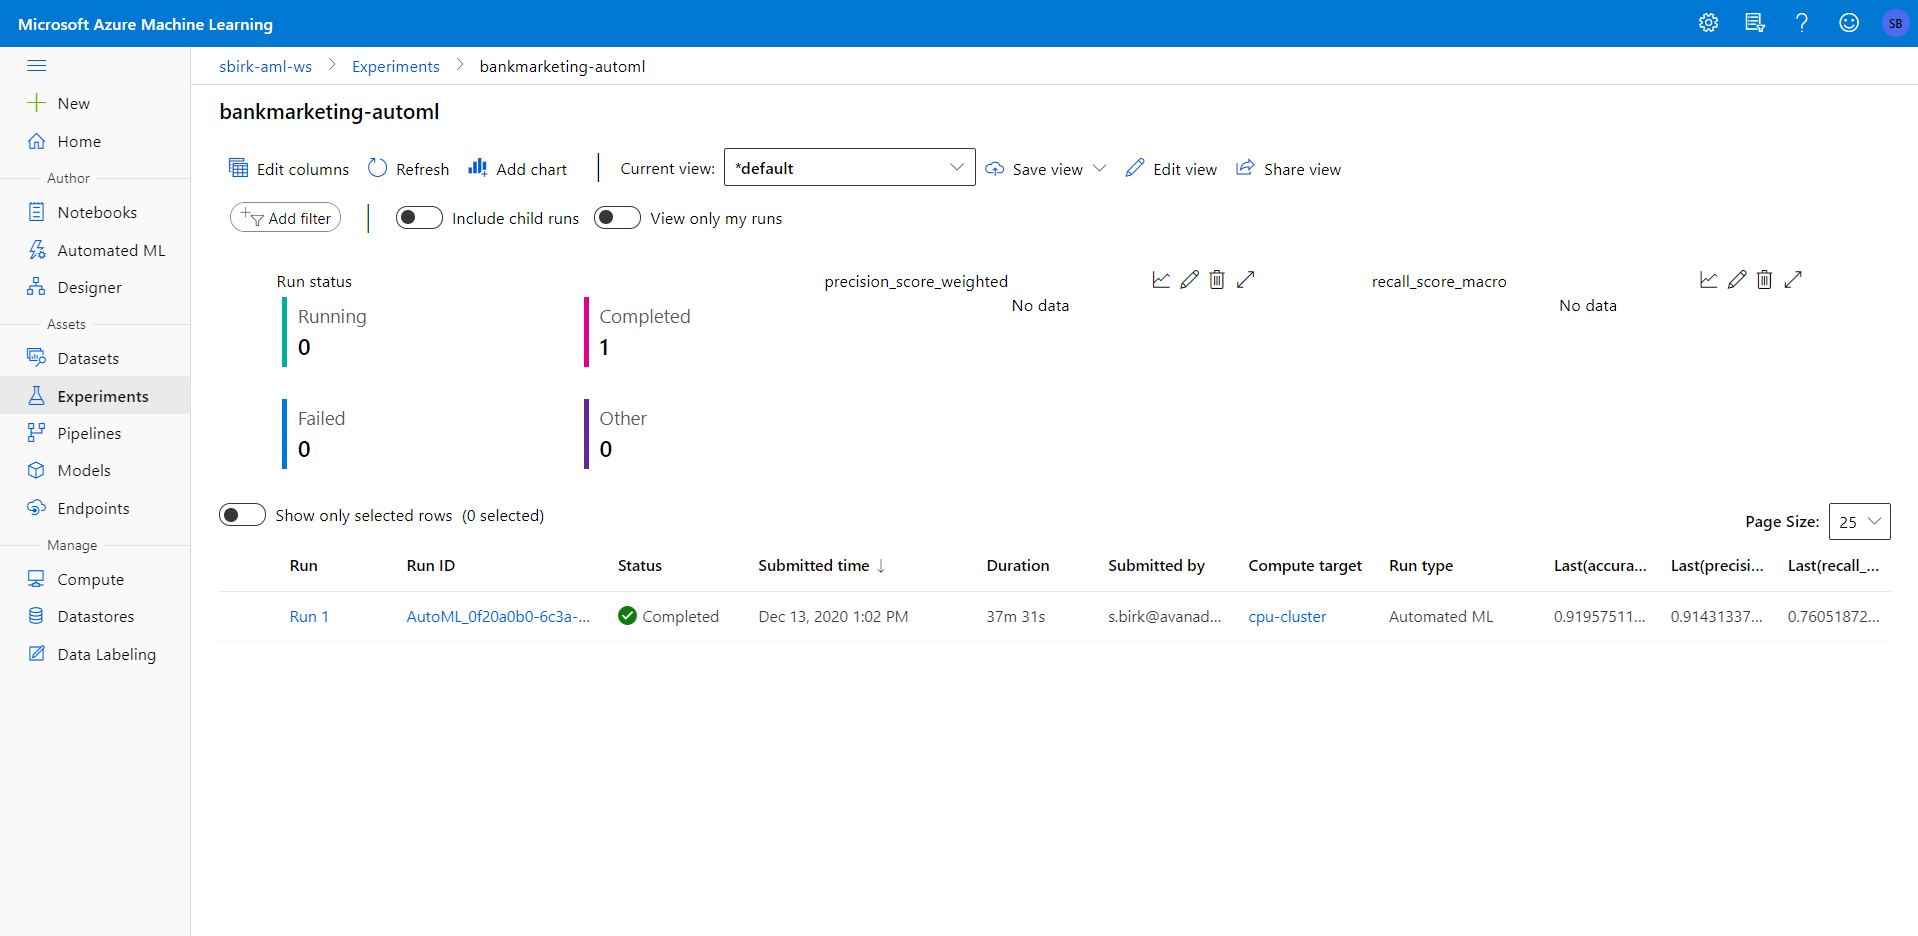 Microsoft Azure Machine Learning
SB
sbirk-aml-ws > Experiments > bankmarketing-automl
New
Home
Author
Notebooks
Automated ML
Designer
Assets
Datasets
Experiments
Pipelines
Models
Endpoints
Manage
Compute
Datastores
Data Labeling
bankmarketing-automl
Edit columns Refresh Add chart Current view: *default Save view Edit view Share view
Add filter Include child runs View only my runs
Run status
Running
0
Completed
1
Failed
0
Other
0
precision_score_weighted
No data
recall_score_macro
No data
Show only selected rows (0 selected)
Page Size: 25
Run Run ID Status Submitted time ↓ Duration Submitted by Compute target Run type Last(accura... Last(precisi... Last(recall_...
Run 1 AutoML_0f20a0b0-6c3a-... Completed Dec 13, 2020 1:02 PM 37m 31s s.birk@avanad... cpu-cluster Automated ML 0.91957511... 0.91431337... 0.76051872...